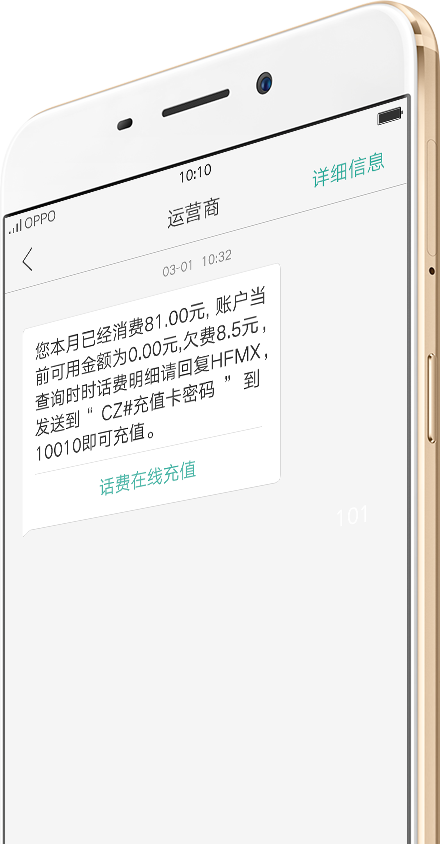 10:10
OPPO
运营商
详细信息
03-01 10:32
您本月已经消费81.00元, 账户当
前可用金额为0.00元,欠费8.5元，
查询时时话费明细请回复HFMX，
发送到“ CZ#充值卡密码 ” 到
10010即可充值。
话费在线充值
101